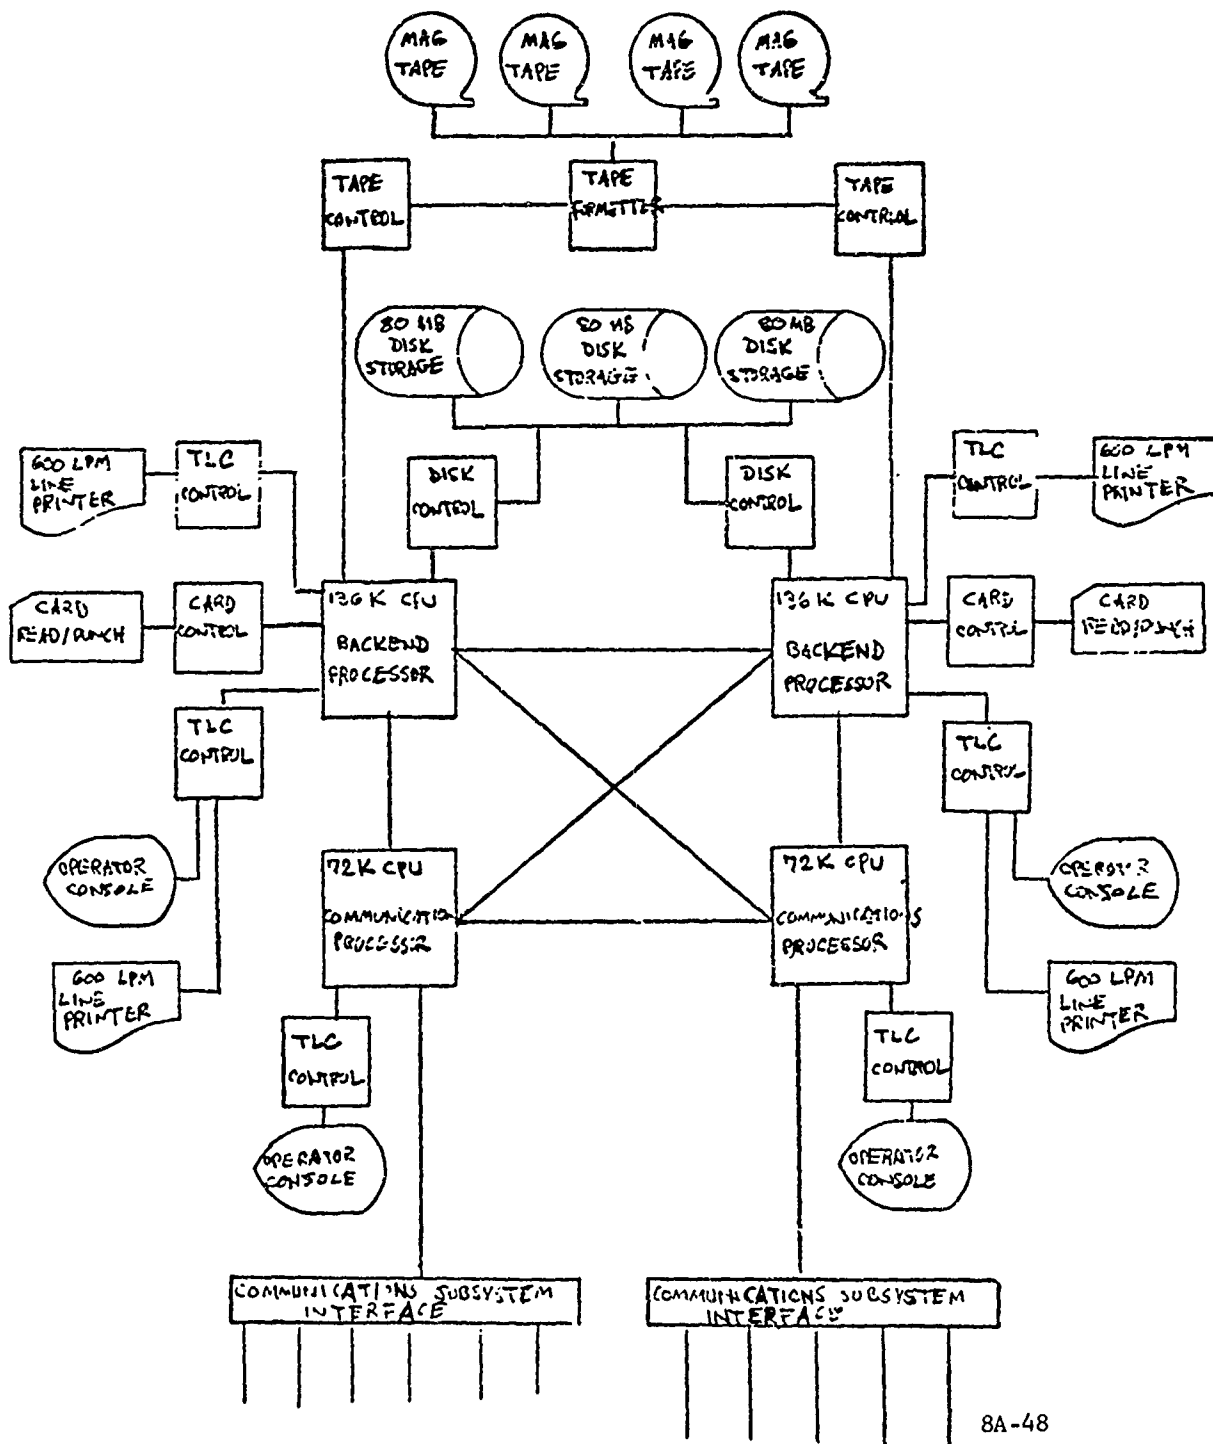 MAG
TAPE
MAG
TAPE
MAG
TAPE
MAG
TAPE
TAPE
CONTROL
TAPE
FORMETTER
TAPE
CONTROL
80 MB
DISK
STORAGE
80 MB
DISK
STORAGE
80 MB
DISK
STORAGE
600 LPM
LINE
PRINTER
TLC
CONTROL
DISK
CONTROL
DISK
CONTROL
TLC
CONTROL
600 LPM
LINE
PRINTER
CARD
READ/PUNCH
CARD
CONTROL
136K CPU
BACKEND
PROCESSOR
136K CPU
BACKEND
PROCESSOR
CARD
CONTROL
CARD
READ/PUNCH
TLC
CONTROL
TLC
CONTROL
OPERATOR
CONSOLE
72K CPU
COMMUNICATION
PROCESSOR
72K CPU
COMMUNICATIONS
PROCESSOR
OPERATOR
CONSOLE
600 LPM
LINE
PRINTER
600 LPM
LINE
PRINTER
TLC
CONTROL
TLC
CONTROL
OPERATOR
CONSOLE
OPERATOR
CONSOLE
COMMUNICATIONS SUBSYSTEM
INTERFACE
COMMUNICATIONS SUBSYSTEM
INTERFACE
8A-48